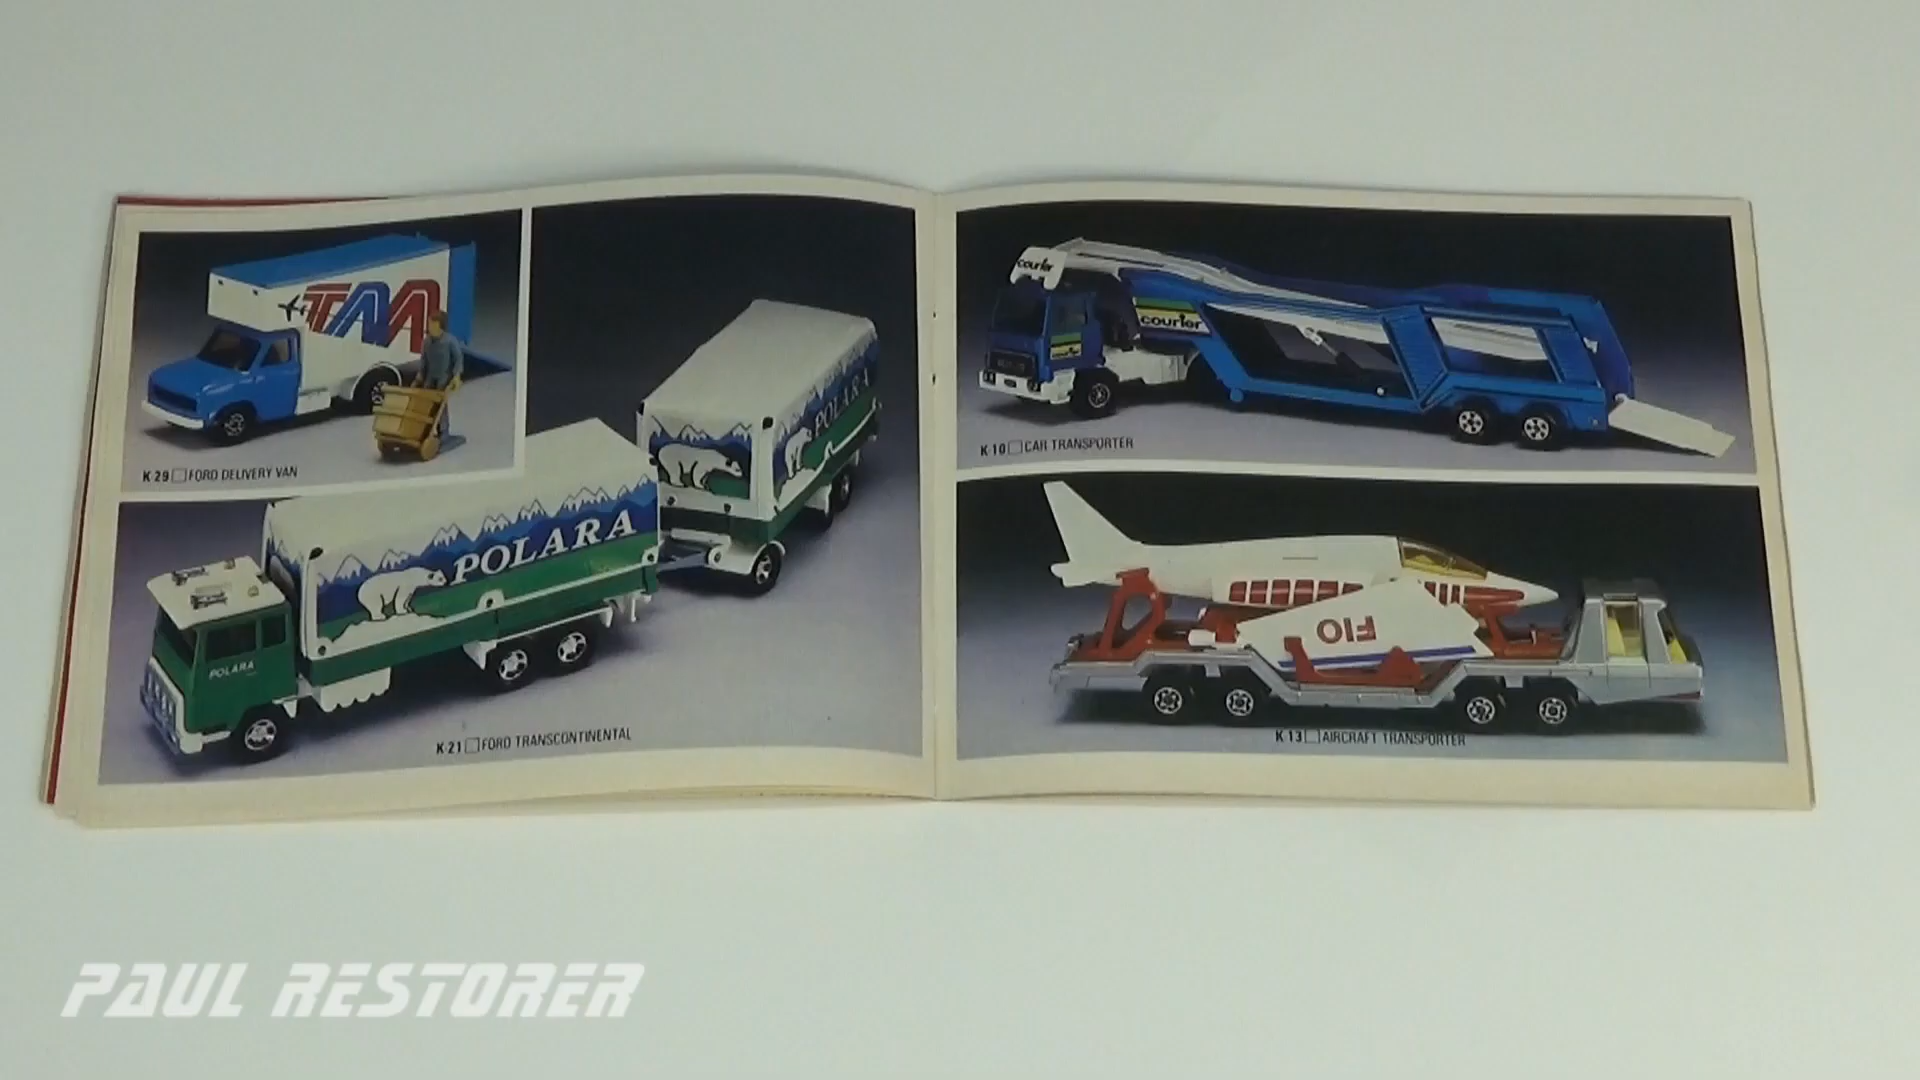 TAA
K-29 □ FORD DELIVERY VAN
POLARA
POLARA
POLARA
K-21 □ FORD TRANSCONTINENTAL
courier
courier
courier
K-10 □ CAR TRANSPORTER
F10
K-13 □ AIRCRAFT TRANSPORTER
PAUL RESTORER